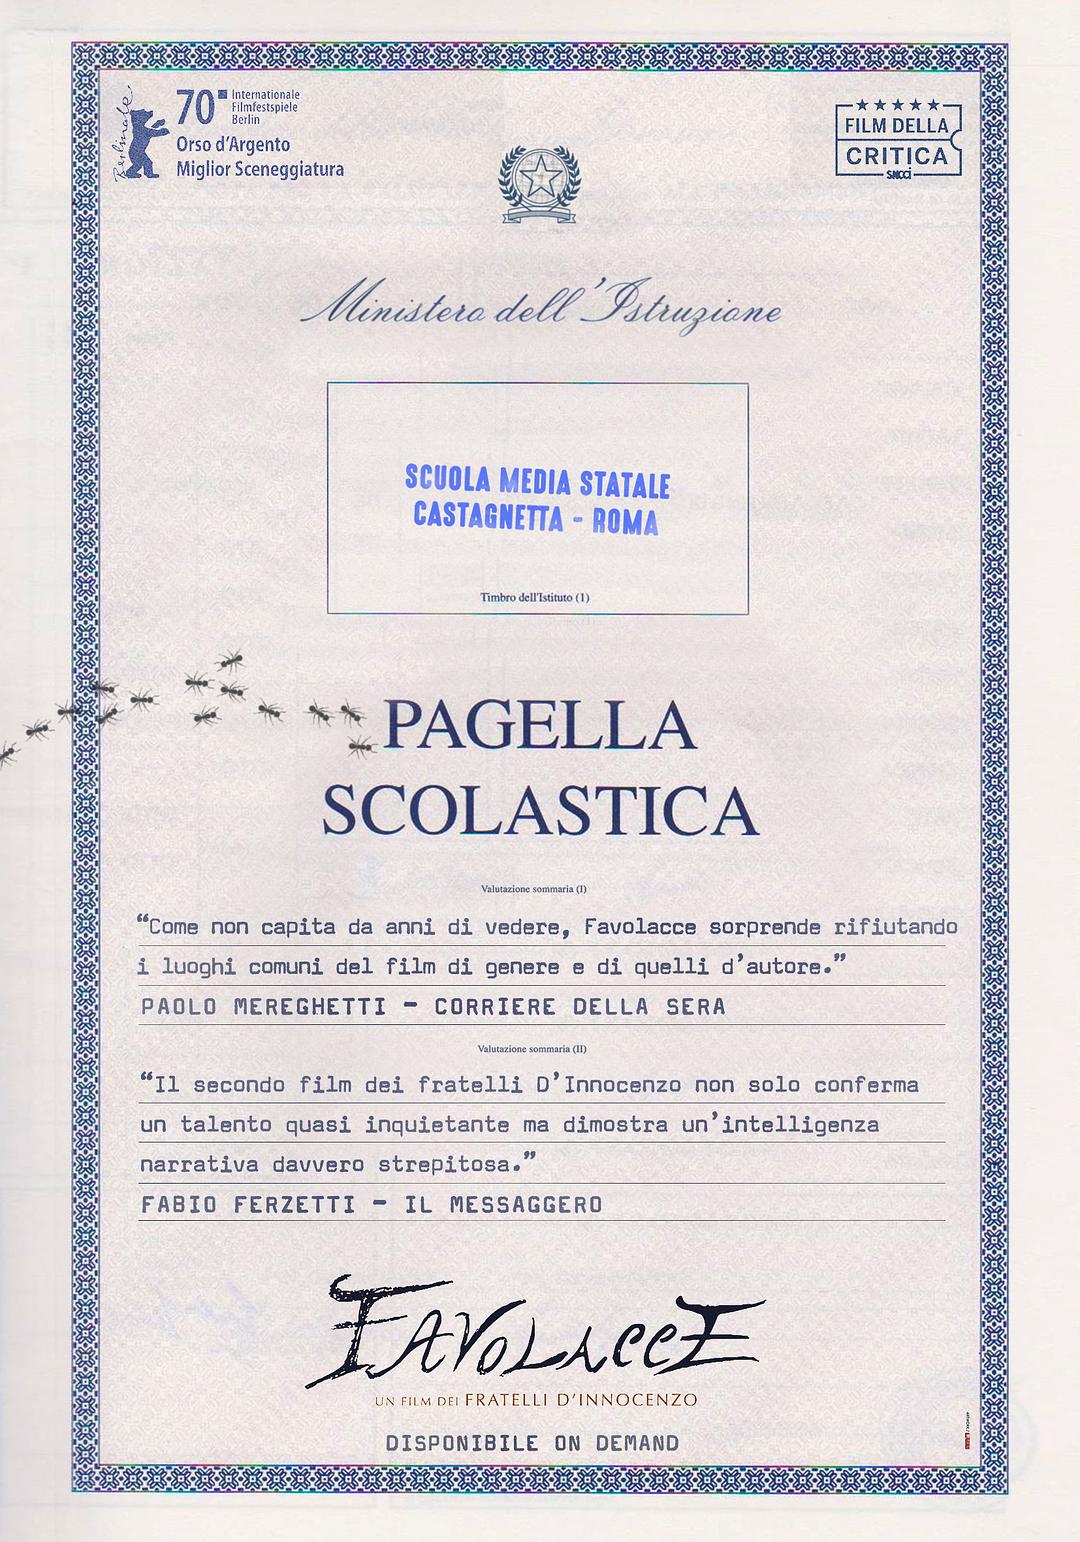 Berlinale
70
Internationale
Filmfestspiele
Berlin
Orso d'Argento
Miglior Sceneggiatura
FILM DELLA
CRITICA
SNCCI
Ministero dell'Istruzione
SCUOLA MEDIA STATALE
CASTAGNETTA - ROMA
Timbro dell'Istituto (1)
PAGELLA
SCOLASTICA
Valutazione sommaria (I)
“Come non capita da anni di vedere, Favolacce sorprende rifiutando
i luoghi comuni del film di genere e di quelli d'autore.”
PAOLO MEREGHETTI - CORRIERE DELLA SERA
Valutazione sommaria (II)
“Il secondo film dei fratelli D'Innocenzo non solo conferma
un talento quasi inquietante ma dimostra un'intelligenza
narrativa davvero strepitosa.”
FABIO FERZETTI - IL MESSAGGERO
FAVOLACCE
UN FILM DEI FRATELLI D'INNOCENZO
DISPONIBILE ON DEMAND